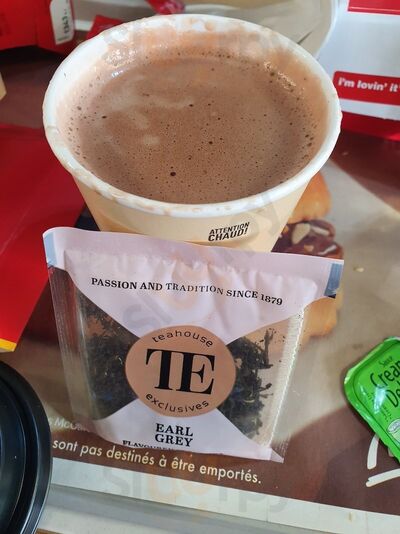 i'm lovin' it
ATTENTION
CHAUD!
PASSION AND TRADITION SINCE 1879
teahouse
TE
exclusives
EARL
GREY
sont pas destinés à être emportés.